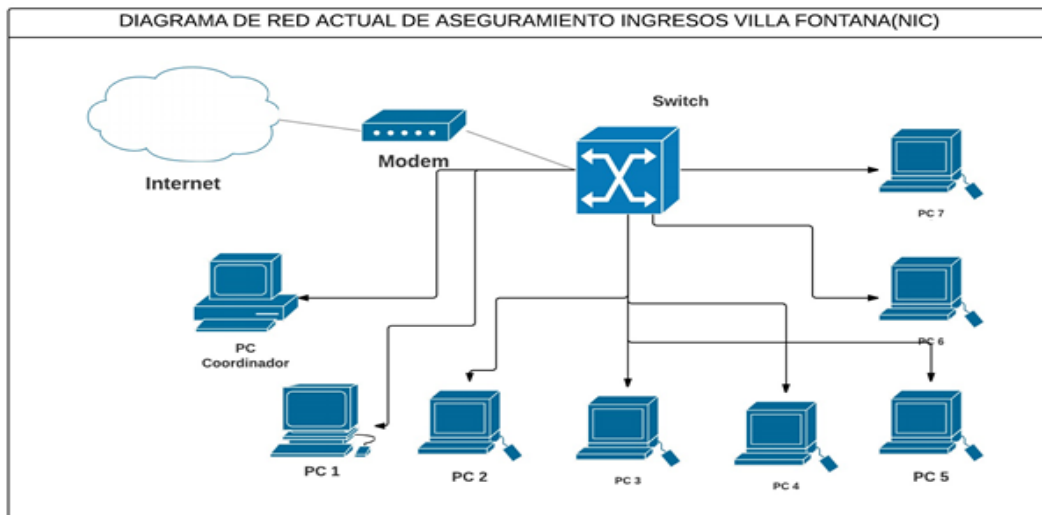 DIAGRAMA DE RED ACTUAL DE ASEGURAMIENTO INGRESOS VILLA FONTANA(NIC)
Switch
Modem
Internet
PC 7
PC 6
PC
Coordinador
PC 1
PC 2
PC 3
PC 4
PC 5